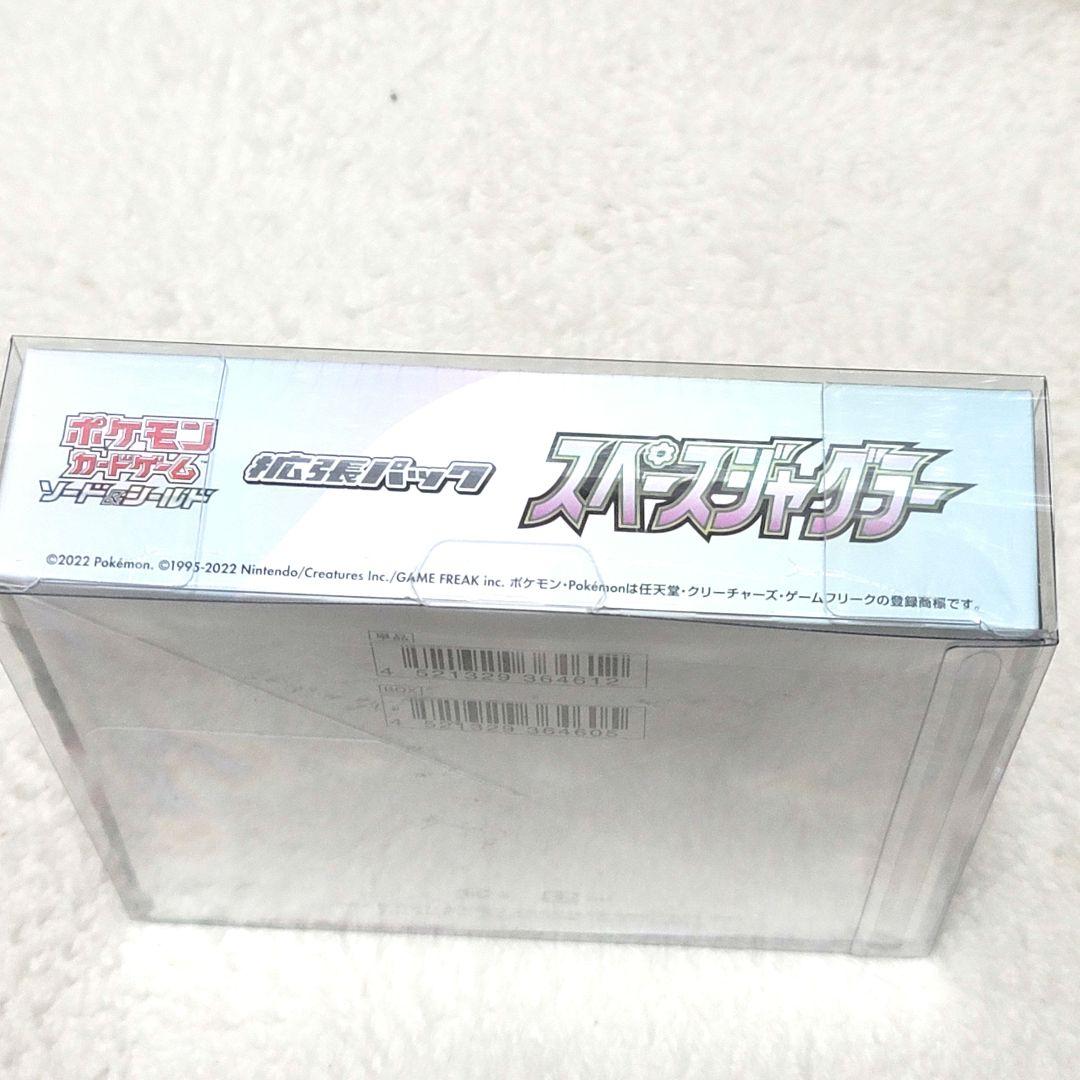 ポケモン
カードゲーム
ソード&シールド
拡張パック
スペースジャグラー
©2022 Pokémon. ©1995-2022 Nintendo/Creatures Inc./GAME FREAK inc. ポケモン・Pokémonは任天堂・クリーチャーズ・ゲームフリークの登録商標です。
単品
4 521329 364612
BOX
4 521329 364605